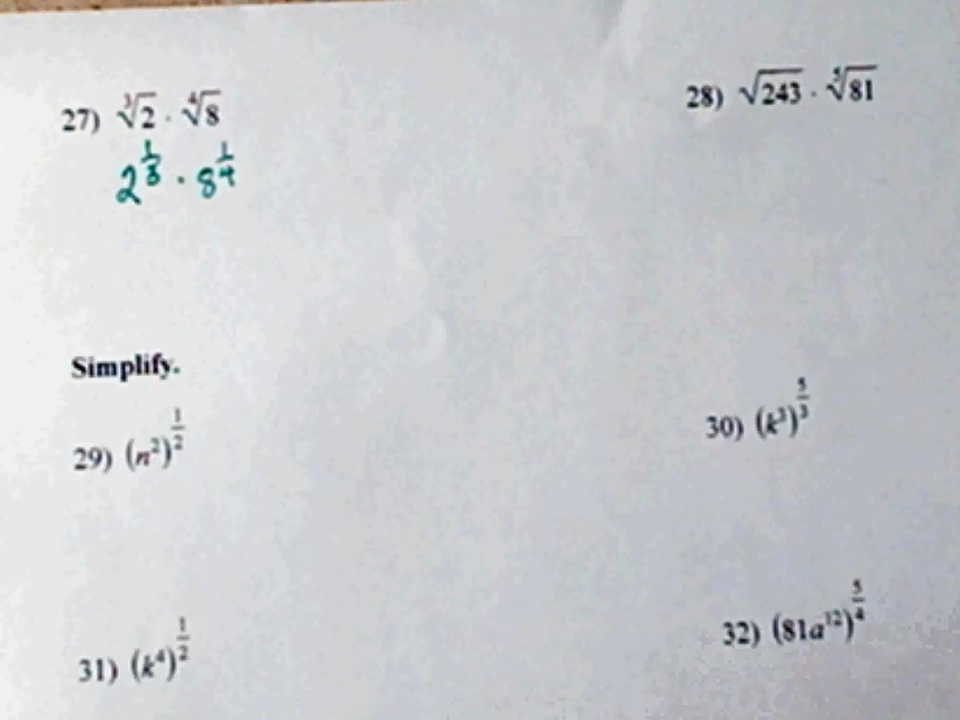 27) ∛2 · ∜8
28) √243 · ⁵√81
2^(1/3) · 8^(1/4)
Simplify.
29) (n²)^(1/2)
30) (k³)^(5/3)
31) (k⁴)^(1/2)
32) (81a¹²)^(5/4)